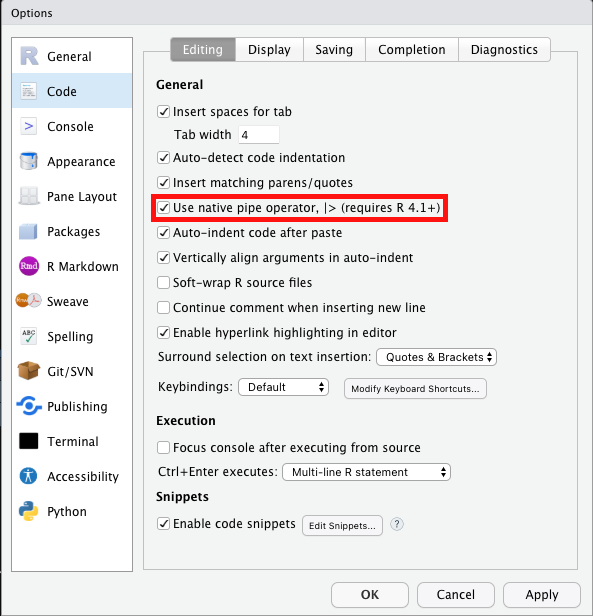 Options
General
Code
Console
Appearance
Pane Layout
Packages
Rmd R Markdown
Sweave
ABC Spelling
Git/SVN
Publishing
Terminal
Accessibility
Python
Editing Display Saving Completion Diagnostics
General
Insert spaces for tab
Tab width 4
Auto-detect code indentation
Insert matching parens/quotes
Use native pipe operator, |> (requires R 4.1+)
Auto-indent code after paste
Vertically align arguments in auto-indent
Soft-wrap R source files
Continue comment when inserting new line
Enable hyperlink highlighting in editor
Surround selection on text insertion: Quotes & Brackets
Keybindings: Default Modify Keyboard Shortcuts...
Execution
Focus console after executing from source
Ctrl+Enter executes: Multi-line R statement
Snippets
Enable code snippets Edit Snippets... ?
OK Cancel Apply